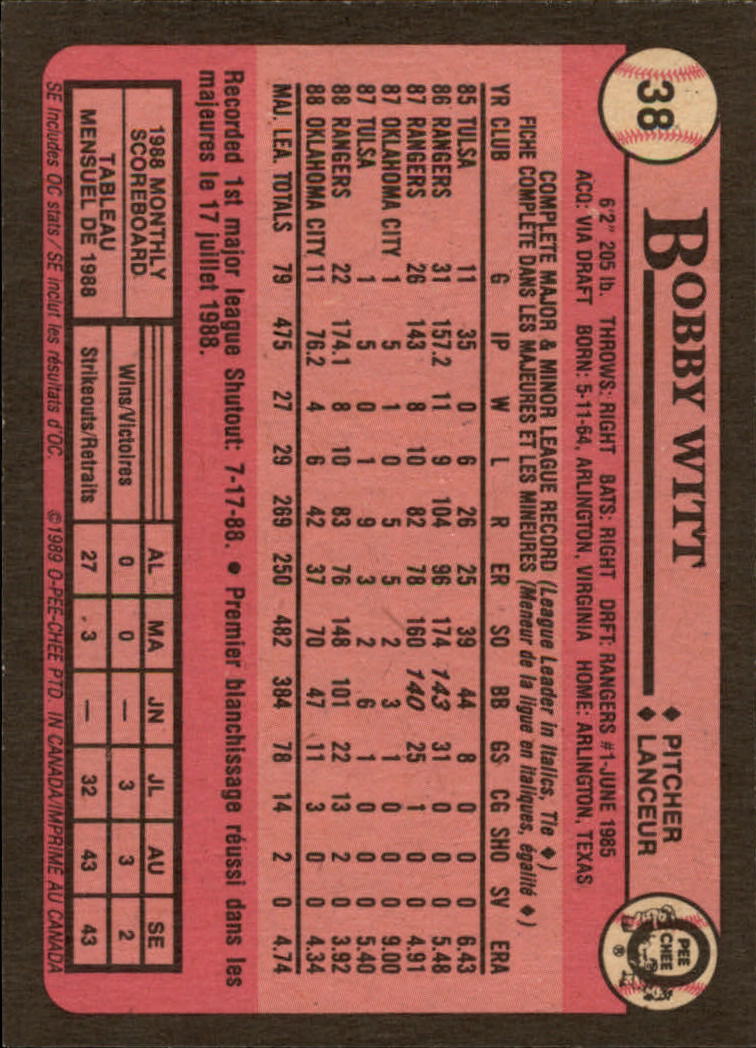 38
BOBBY WITT
♦ PITCHER
♦ LANCEUR
O PEE CHEE ®
6'2" 205 lb. THROWS: RIGHT BATS: RIGHT DRFT: RANGERS #1-JUNE 1985
ACQ: VIA DRAFT BORN: 5-11-64, ARLINGTON, VIRGINIA HOME: ARLINGTON, TEXAS
COMPLETE MAJOR & MINOR LEAGUE RECORD (League Leader in Italics, Tie ♦)
FICHE COMPLÈTE DANS LES MAJEURES ET LES MINEURES (Meneur de la ligue en italiques, égalité ♦)
YR CLUB G IP W L R ER SO BB GS CG SHO SV ERA
85 TULSA 11 35 0 6 26 25 39 44 8 0 0 0 6.43
86 RANGERS 31 157.2 11 9 104 96 174 143 31 0 0 0 5.48
87 RANGERS 26 143 8 10 82 78 160 140 25 1 0 0 4.91
87 OKLAHOMA CITY 1 5 1 0 5 5 2 3 1 0 0 0 9.00
87 TULSA 1 5 0 1 9 3 2 6 1 0 0 0 5.40
88 RANGERS 22 174.1 8 10 83 76 148 101 22 13 2 0 3.92
88 OKLAHOMA CITY 11 76.2 4 6 42 37 70 47 11 3 0 0 4.34
MAJ. LEA. TOTALS 79 475 27 29 269 250 482 384 78 14 2 0 4.74
Recorded 1st major league Shutout: 7-17-88. ● Premier blanchissage réussi dans les
majeures le 17 juillet 1988.
1988 MONTHLY
SCOREBOARD
TABLEAU
MENSUEL DE 1988
AL MA JN JL AU SE
Wins/Victoires 0 0 — 3 3 2
Strikeouts/Retraits 27 3 — 32 43 43
SE Includes OC stats / SE inclut les résultats d'OC. © 1989 O-PEE-CHEE PTD. IN CANADA/IMPRIMÉ AU CANADA